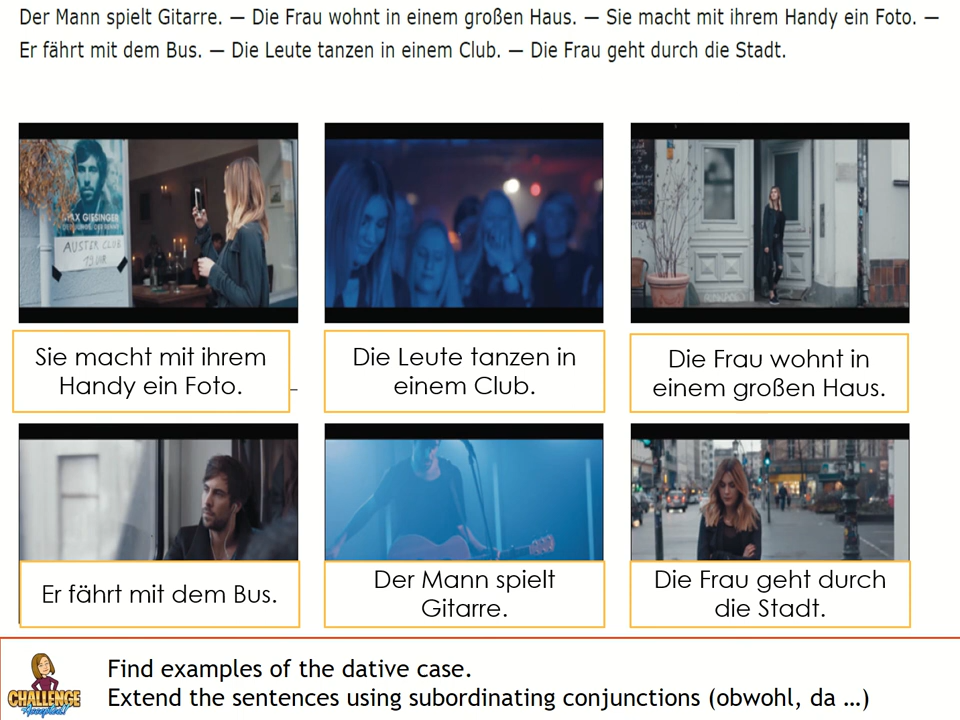 Der Mann spielt Gitarre. — Die Frau wohnt in einem großen Haus. — Sie macht mit ihrem Handy ein Foto. —
Er fährt mit dem Bus. — Die Leute tanzen in einem Club. — Die Frau geht durch die Stadt.
MAX GIESINGER
AUSTER CLUB
19 UHR
Sie macht mit ihrem
Handy ein Foto.
Die Leute tanzen in
einem Club.
Die Frau wohnt in
einem großen Haus.
Er fährt mit dem Bus.
Der Mann spielt
Gitarre.
Die Frau geht durch
die Stadt.
CHALLENGE
Accepted!
Find examples of the dative case.
Extend the sentences using subordinating conjunctions (obwohl, da …)